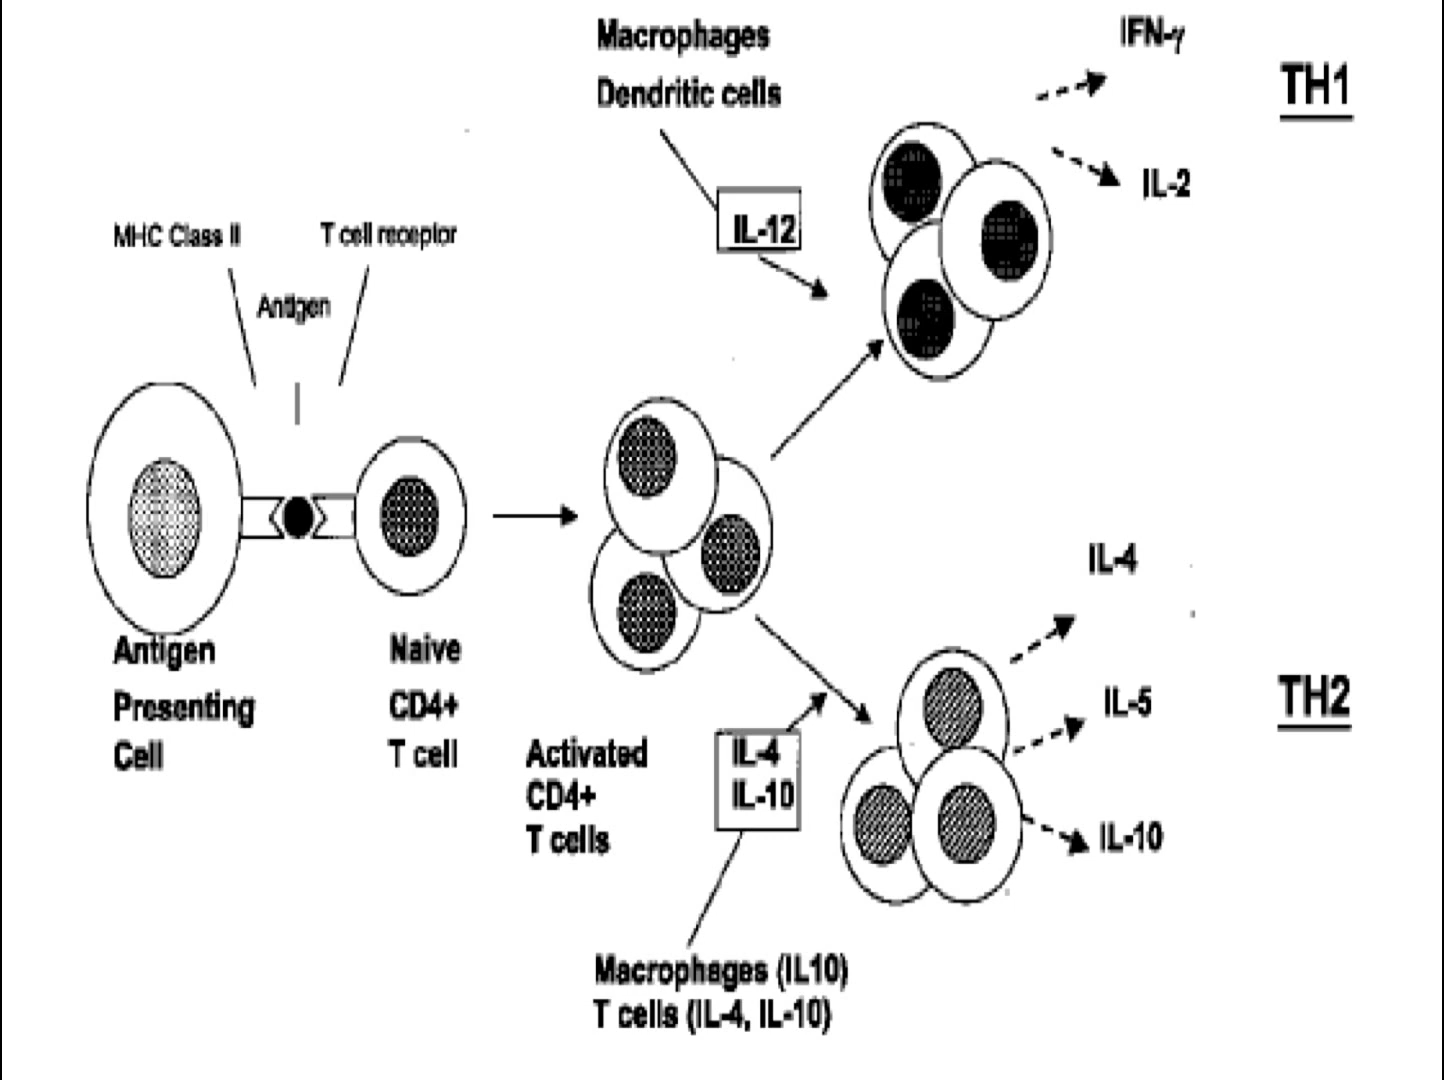 Macrophages
Dendritic cells
IFN-γ
TH1
IL-2
IL-12
MHC Class II
T cell receptor
Antigen
IL-4
IL-5
TH2
IL-10
Antigen
Presenting
Cell
Naive
CD4+
T cell
Activated
CD4+
T cells
IL-4
IL-10
Macrophages (IL10)
T cells (IL-4, IL-10)